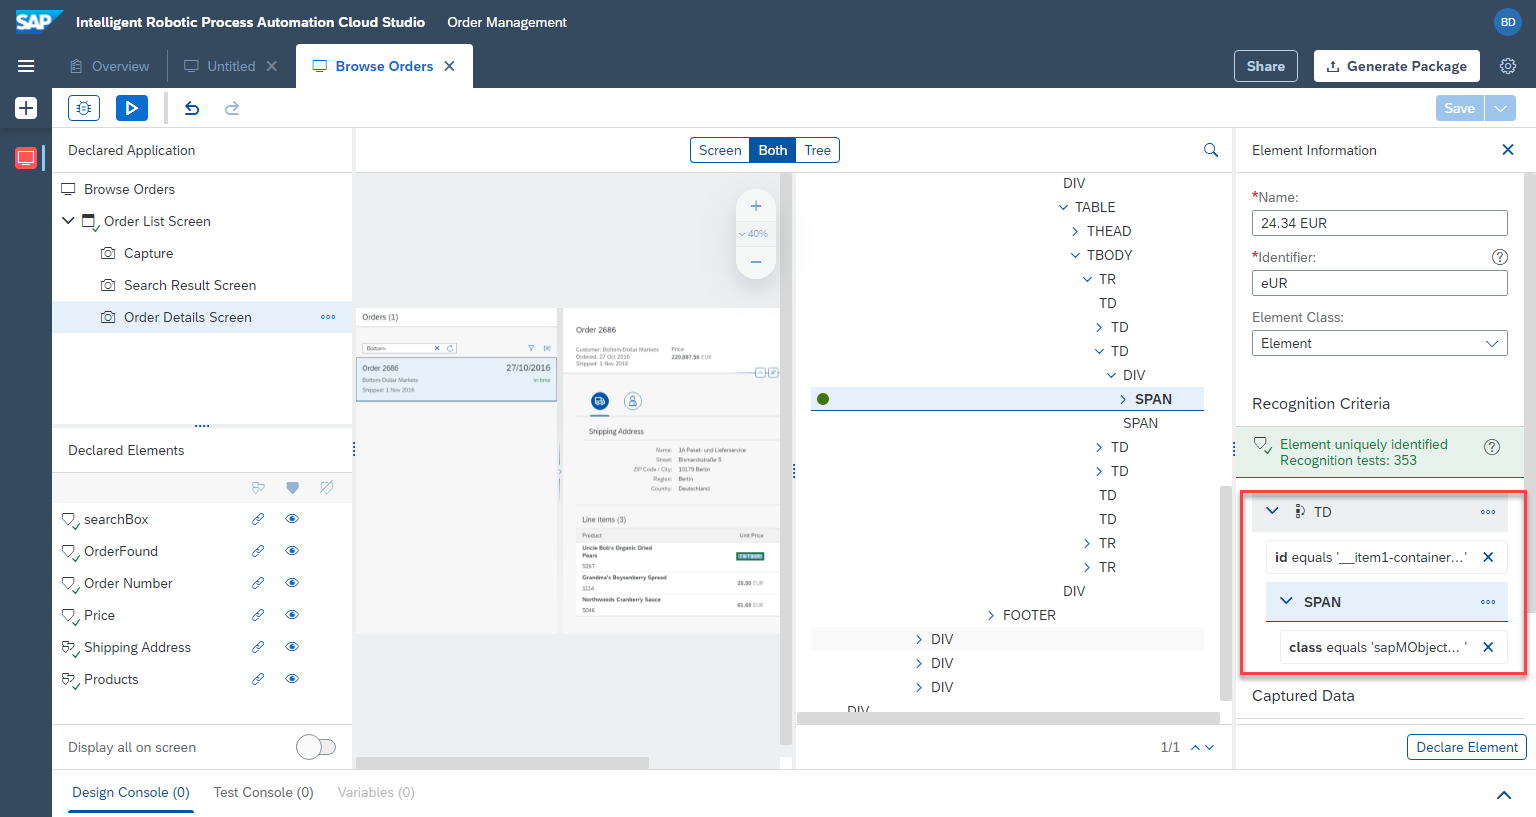 SAP Intelligent Robotic Process Automation Cloud Studio Order Management BD
Overview Untitled Browse Orders Share Generate Package
Save
Declared Application
Browse Orders
Order List Screen
Capture
Search Result Screen
Order Details Screen
Declared Elements
searchBox
OrderFound
Order Number
Price
Shipping Address
Products
Display all on screen
Screen Both Tree
40%
Orders (1)
Bottom-
Order 2686 27/10/2016
Bottom-Dollar Markets In time
Shipped: 1 Nov 2016
Order 2686
Customer: Bottom-Dollar Markets Price
Ordered: 27 Oct 2016 220,887.56 EUR
Shipped: 1 Nov 2016
Shipping Address
Name: 1A Paket- und Lieferservice
Street: Bismarckstraße 5
ZIP Code / City: 10179 Berlin
Region: Berlin
Country: Deutschland
Line Items (3)
Product Unit Price
Uncle Bob's Organic Dried
Pears
5267
Grandma's Boysenberry Spread
1114 20.50 EUR
Northwoods Cranberry Sauce
5046 61.69 EUR
DIV
TABLE
THEAD
TBODY
TR
TD
TD
TD
DIV
SPAN
SPAN
TD
TD
TD
TD
TR
TR
DIV
FOOTER
DIV
DIV
DIV
DIV
1/1
Element Information
*Name:
24.34 EUR
*Identifier:
eUR
Element Class:
Element
Recognition Criteria
Element uniquely identified
Recognition tests: 353
TD
id equals '__item1-container...'
SPAN
class equals 'sapMObject... '
Captured Data
Declare Element
Design Console (0) Test Console (0) Variables (0)